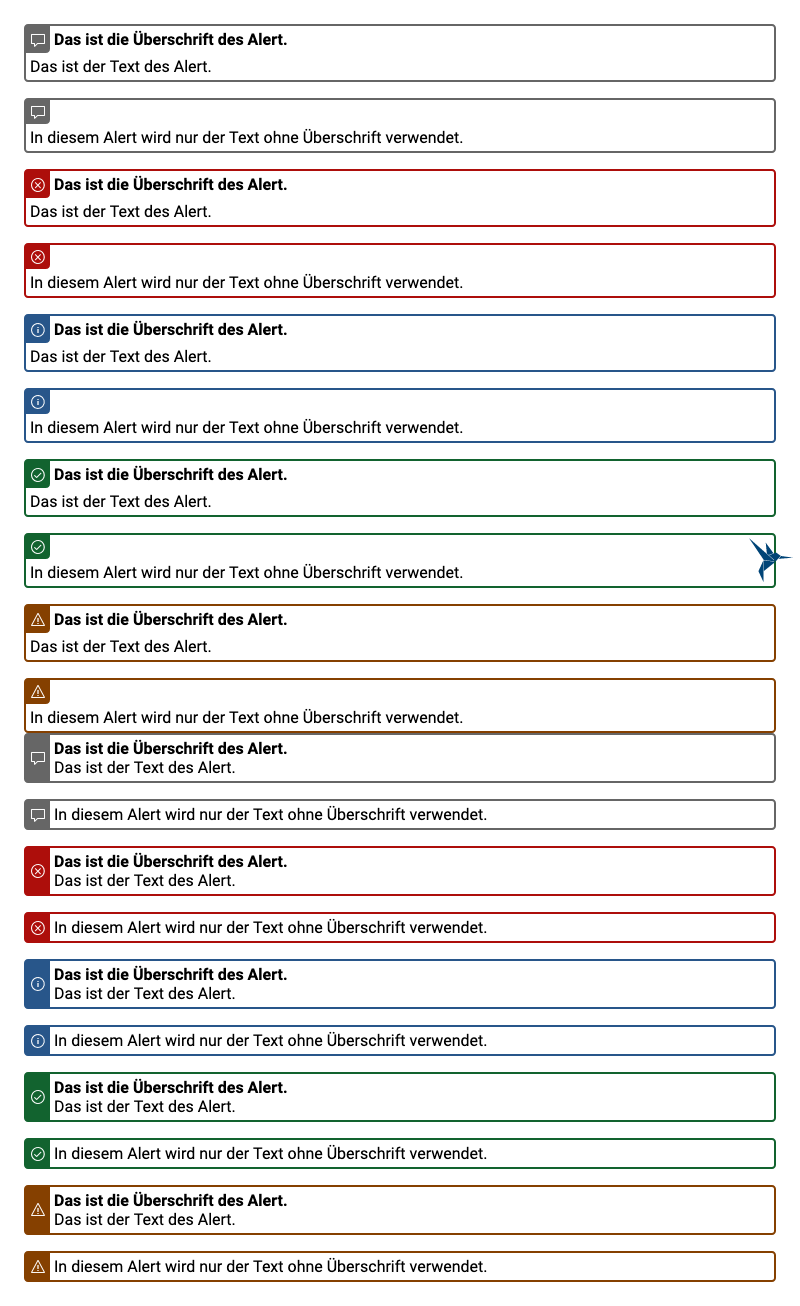 Das ist die Überschrift des Alert.
Das ist der Text des Alert.
In diesem Alert wird nur der Text ohne Überschrift verwendet.
Das ist die Überschrift des Alert.
Das ist der Text des Alert.
In diesem Alert wird nur der Text ohne Überschrift verwendet.
Das ist die Überschrift des Alert.
Das ist der Text des Alert.
In diesem Alert wird nur der Text ohne Überschrift verwendet.
Das ist die Überschrift des Alert.
Das ist der Text des Alert.
In diesem Alert wird nur der Text ohne Überschrift verwendet.
Das ist die Überschrift des Alert.
Das ist der Text des Alert.
In diesem Alert wird nur der Text ohne Überschrift verwendet.
Das ist die Überschrift des Alert.
Das ist der Text des Alert.
In diesem Alert wird nur der Text ohne Überschrift verwendet.
Das ist die Überschrift des Alert.
Das ist der Text des Alert.
In diesem Alert wird nur der Text ohne Überschrift verwendet.
Das ist die Überschrift des Alert.
Das ist der Text des Alert.
In diesem Alert wird nur der Text ohne Überschrift verwendet.
Das ist die Überschrift des Alert.
Das ist der Text des Alert.
In diesem Alert wird nur der Text ohne Überschrift verwendet.
Das ist die Überschrift des Alert.
Das ist der Text des Alert.
In diesem Alert wird nur der Text ohne Überschrift verwendet.